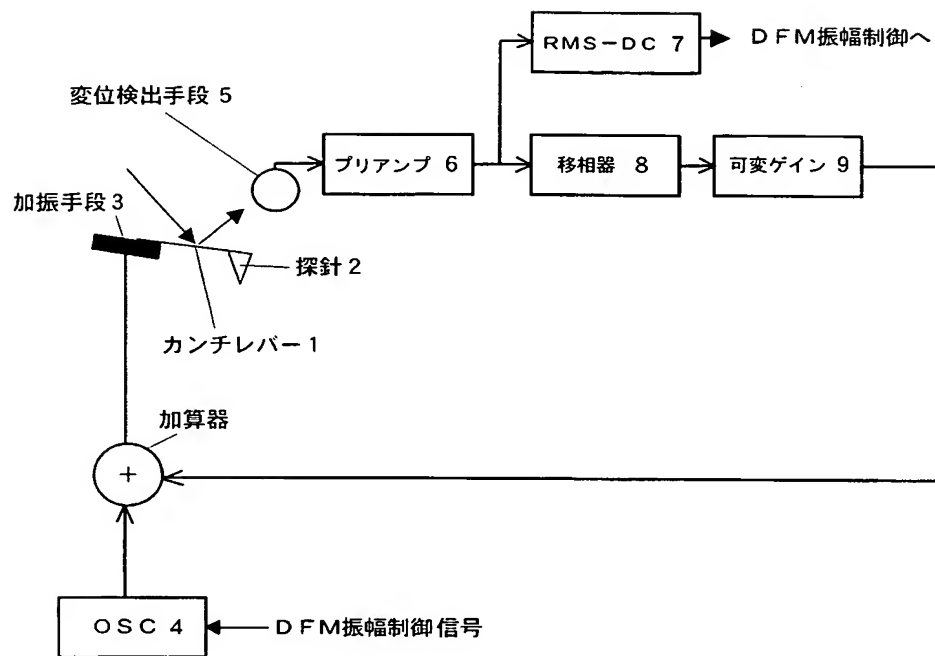 RMS-DC 7
DFM振幅制御へ
変位検出手段 5
プリアンプ 6
移相器 8
可変ゲイン 9
加振手段 3
探針 2
カンチレバー 1
加算器
+
OSC 4
DFM振幅制御信号